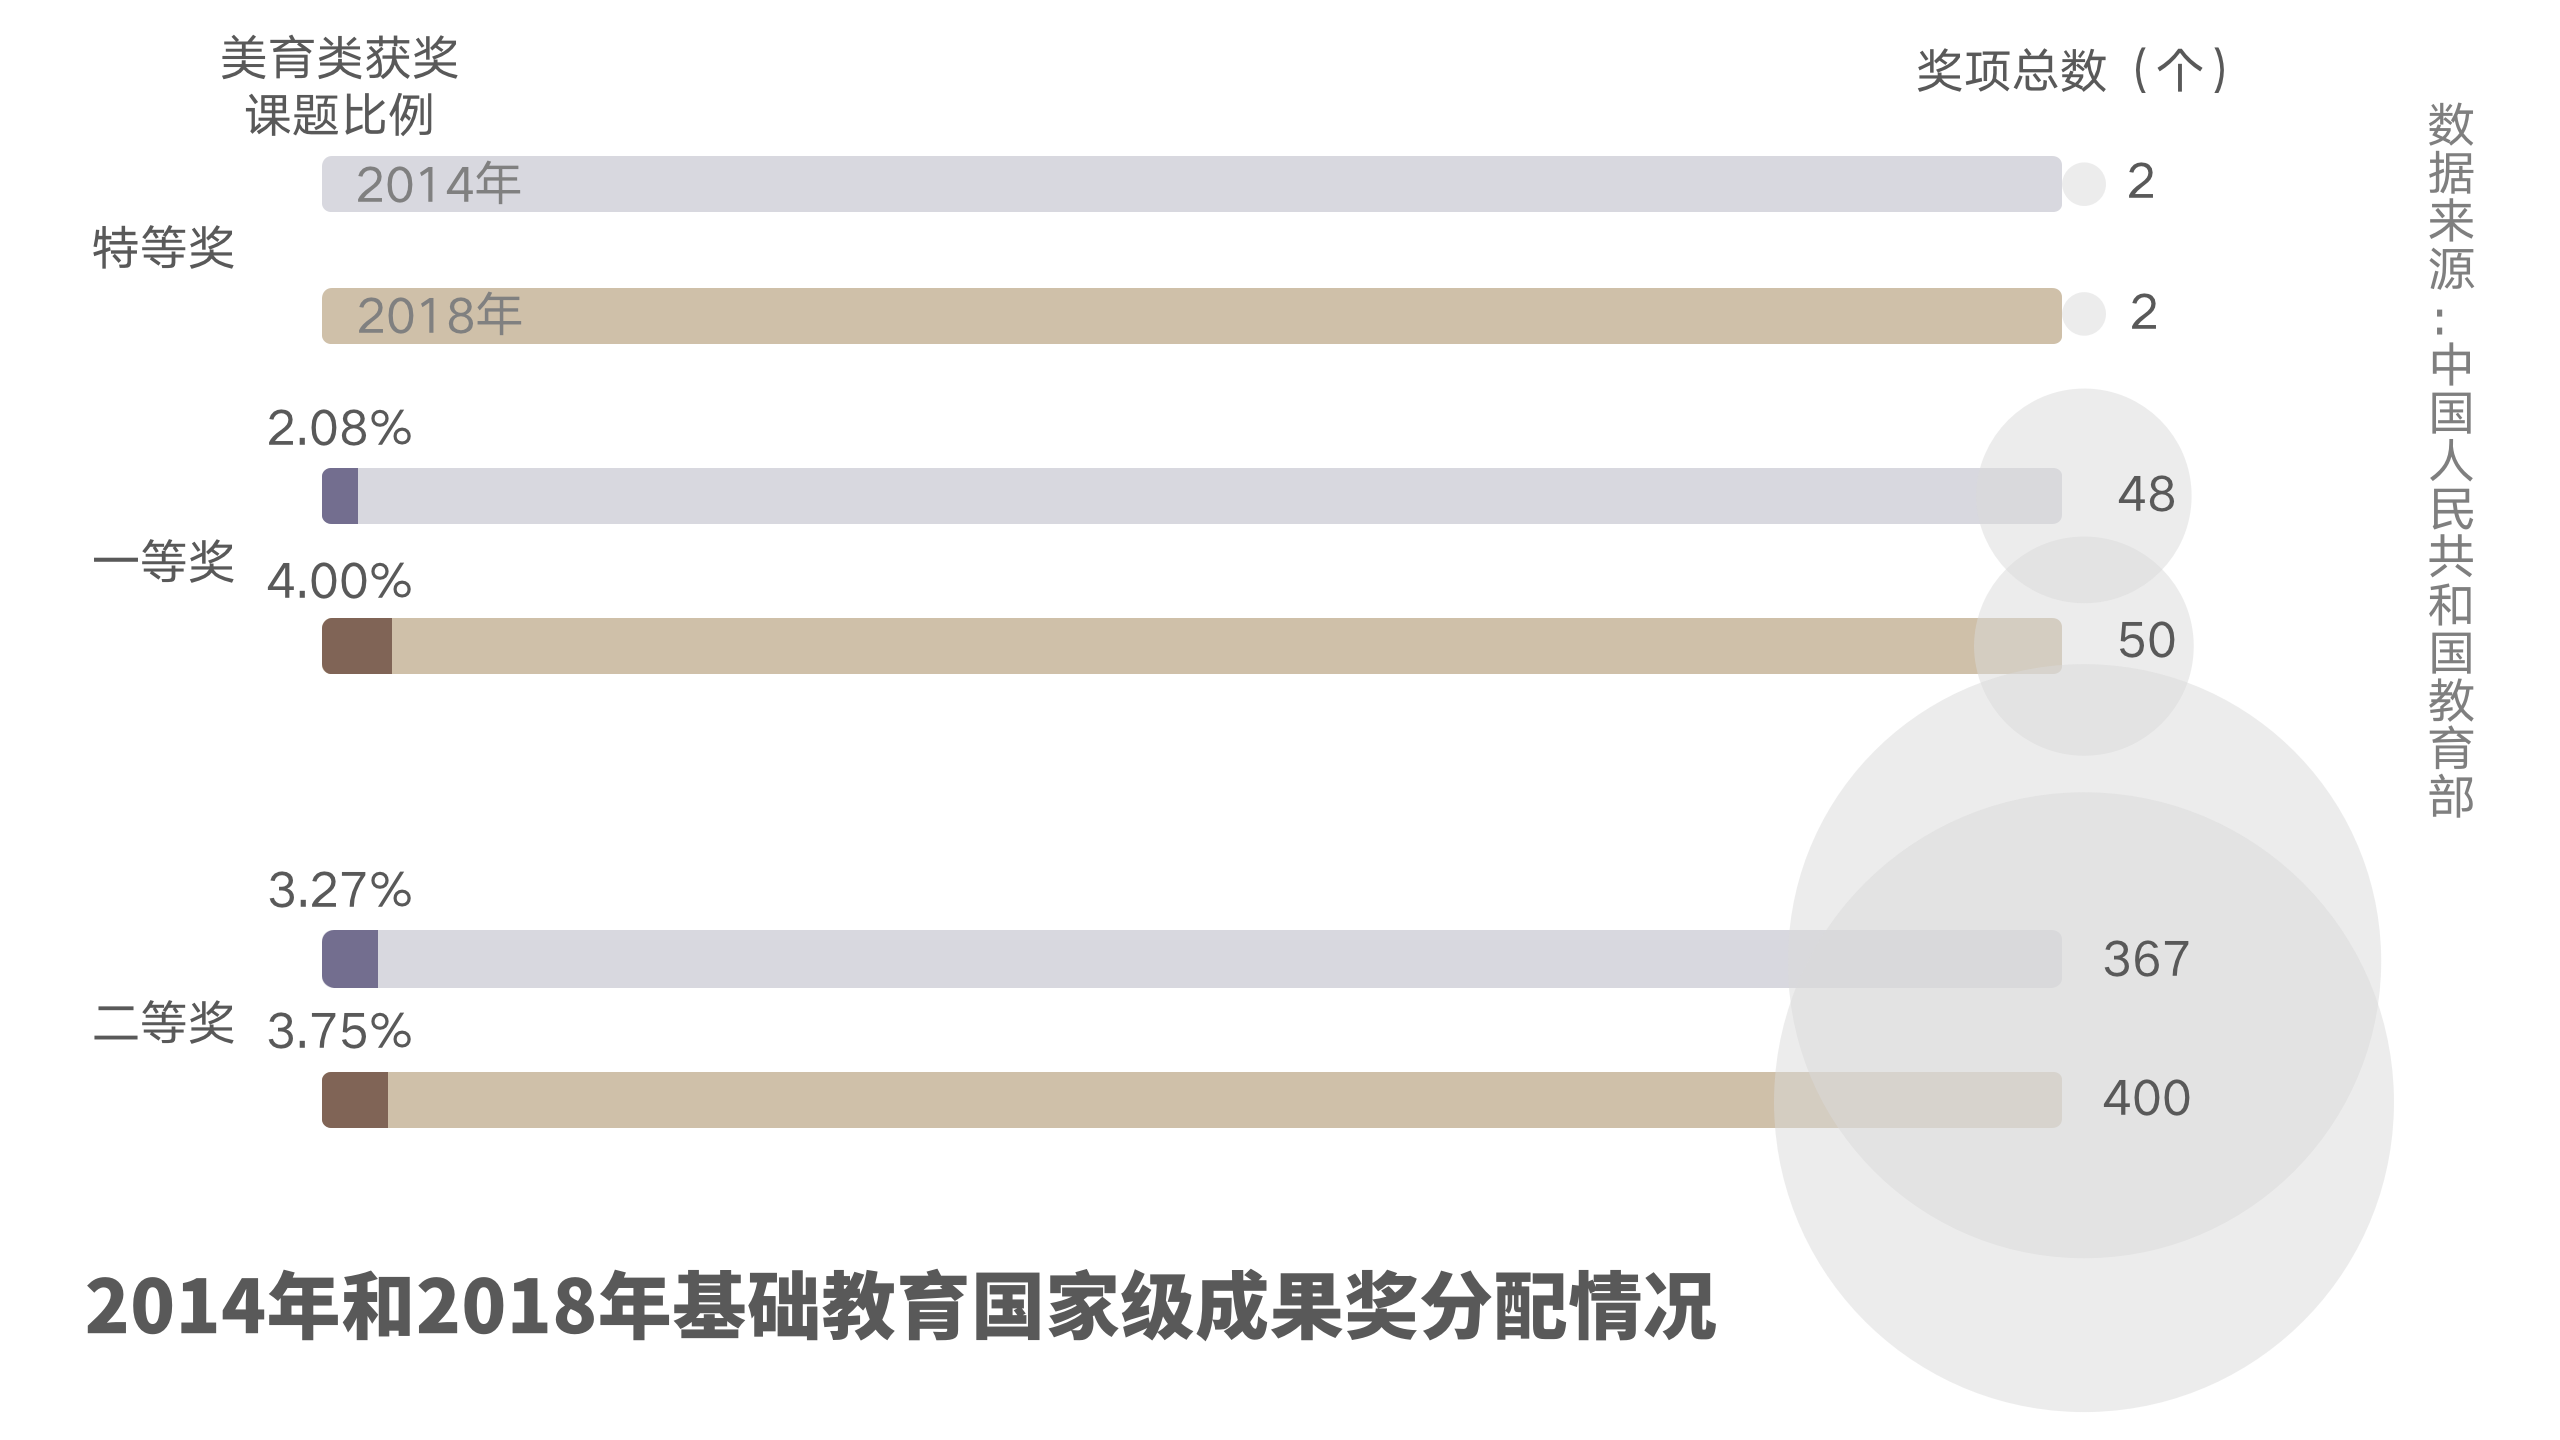 美育类获奖
课题比例
奖项总数（个）
2014年
2
特等奖
2018年
2
2.08%
48
一等奖
4.00%
50
3.27%
367
二等奖
3.75%
400
2014年和2018年基础教育国家级成果奖分配情况
数据来源：中国人民共和国教育部